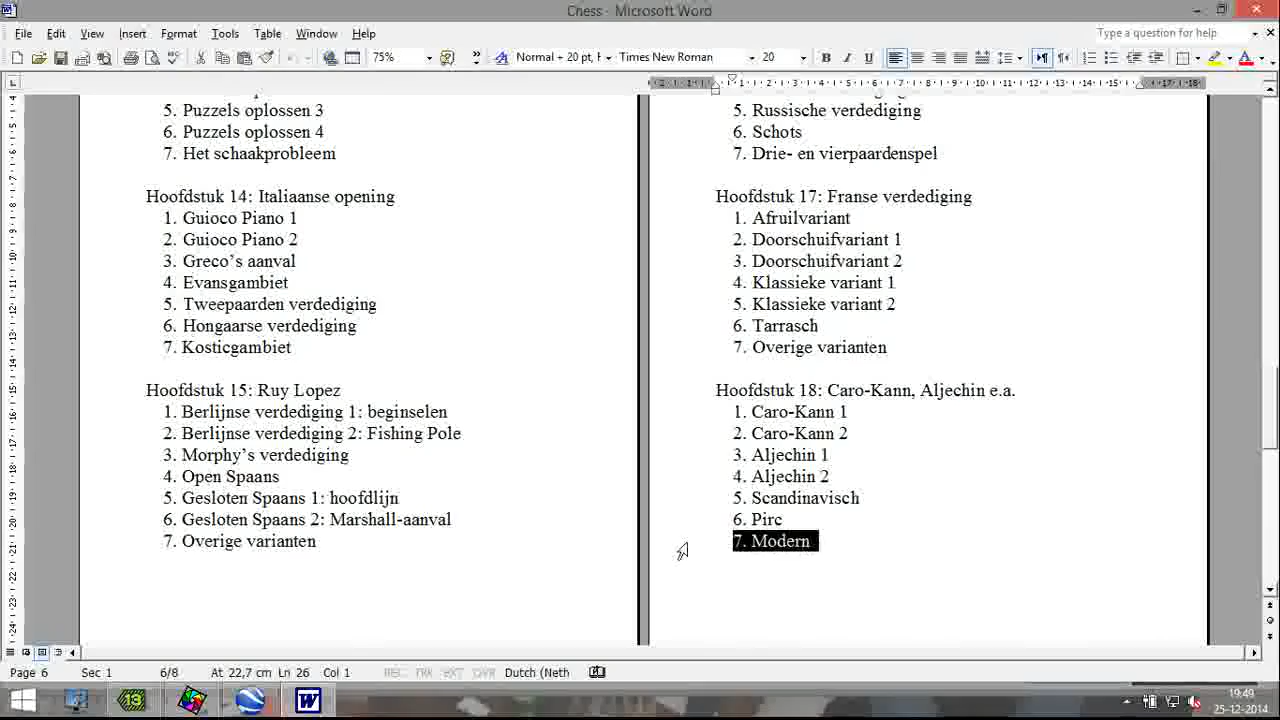 Chess - Microsoft Word
File Edit View Insert Format Tools Table Window Help
Type a question for help
75% Normal + 20 pt, F Times New Roman 20 B I U
5. Puzzels oplossen 3
6. Puzzels oplossen 4
7. Het schaakprobleem
Hoofdstuk 14: Italiaanse opening
1. Guioco Piano 1
2. Guioco Piano 2
3. Greco’s aanval
4. Evansgambiet
5. Tweepaarden verdediging
6. Hongaarse verdediging
7. Kosticgambiet
Hoofdstuk 15: Ruy Lopez
1. Berlijnse verdediging 1: beginselen
2. Berlijnse verdediging 2: Fishing Pole
3. Morphy’s verdediging
4. Open Spaans
5. Gesloten Spaans 1: hoofdlijn
6. Gesloten Spaans 2: Marshall-aanval
7. Overige varianten
5. Russische verdediging
6. Schots
7. Drie- en vierpaardenspel
Hoofdstuk 17: Franse verdediging
1. Afruilvariant
2. Doorschuifvariant 1
3. Doorschuifvariant 2
4. Klassieke variant 1
5. Klassieke variant 2
6. Tarrasch
7. Overige varianten
Hoofdstuk 18: Caro-Kann, Aljechin e.a.
1. Caro-Kann 1
2. Caro-Kann 2
3. Aljechin 1
4. Aljechin 2
5. Scandinavisch
6. Pirc
7. Modern
Page 6 Sec 1 6/8 At 22,7 cm Ln 26 Col 1 REC TRK EXT OVR Dutch (Neth
19:49
25-12-2014